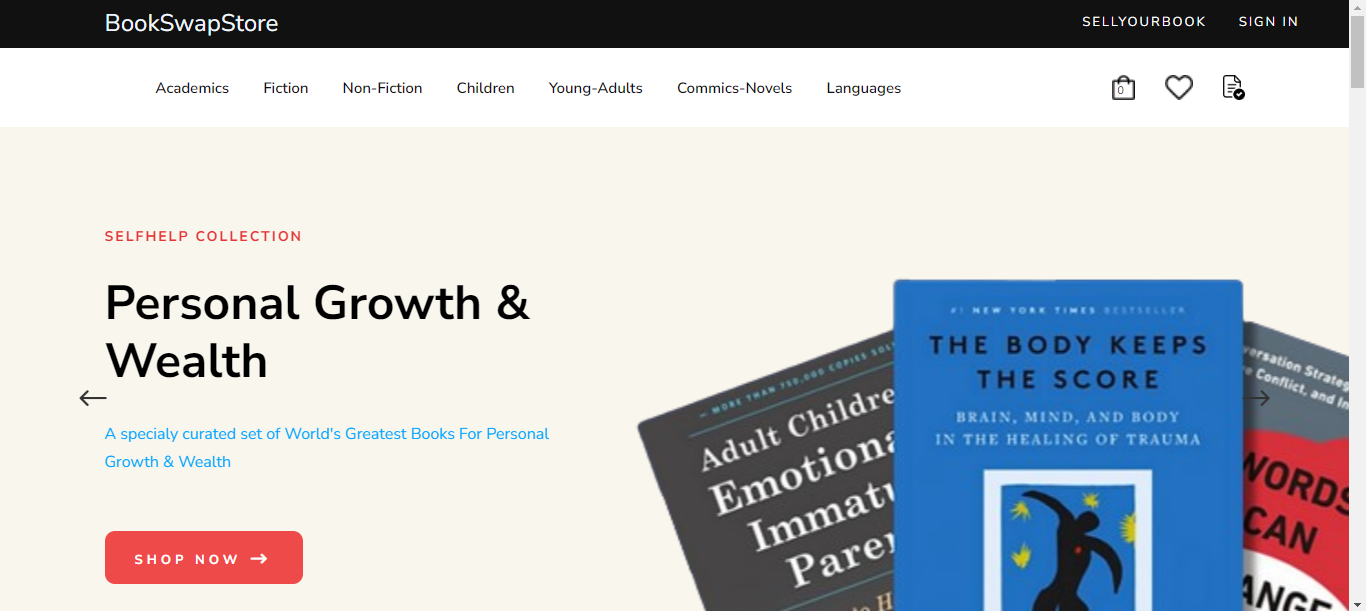 BookSwapStore
SELLYOURBOOK SIGN IN
Academics Fiction Non-Fiction Children Young-Adults Commics-Novels Languages
0
SELFHELP COLLECTION
Personal Growth &
Wealth
A specialy curated set of World's Greatest Books For Personal
Growth & Wealth
SHOP NOW
MORE THAN 750,000 COPIES SOL
Adult Childre
Emotiona
Immatu
Paren
#1 NEW YORK TIMES BESTSELLER
THE BODY KEEPS
THE SCORE
BRAIN, MIND, AND BODY
IN THE HEALING OF TRAUMA
versation Strateg
Conflict, and In
WORDS
CAN
ANGE